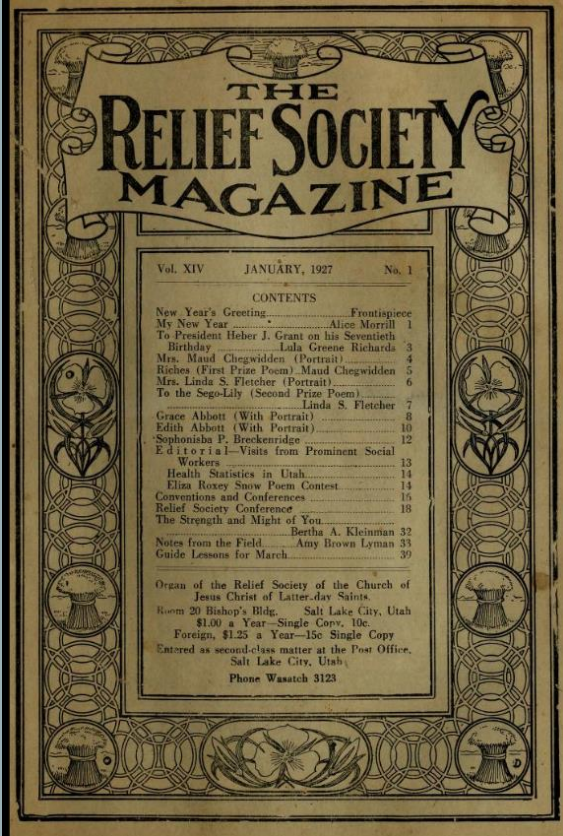 THE
RELIEF SOCIETY
MAGAZINE
Vol. XIV JANUARY, 1927 No. 1
CONTENTS
New Year's Greeting Frontispiece
My New Year Alice Morrill 1
To President Heber J. Grant on his Seventieth
Birthday Lula Greene Richards 3
Mrs. Maud Chegwidden (Portrait) 4
Riches (First Prize Poem) Maud Chegwidden 5
Mrs. Linda S. Fletcher (Portrait) 6
To the Sego-Lily (Second Prize Poem)
Linda S. Fletcher 7
Grace Abbott (With Portrait) 8
Edith Abbott (With Portrait) 10
Sophonisba P. Breckenridge 12
Editorial—Visits from Prominent Social
Workers 13
Health Statistics in Utah 14
Eliza Roxey Snow Poem Contest 14
Conventions and Conferences 16
Relief Society Conference 18
The Strength and Might of You
Bertha A. Kleinman 32
Notes from the Field Amy Brown Lyman 33
Guide Lessons for March 39
Organ of the Relief Society of the Church of
Jesus Christ of Latter-day Saints.
Room 20 Bishop's Bldg. Salt Lake City, Utah
$1.00 a Year—Single Copy, 10c.
Foreign, $1.25 a Year—15c Single Copy
Entered as second-class matter at the Post Office,
Salt Lake City, Utah
Phone Wasatch 3123